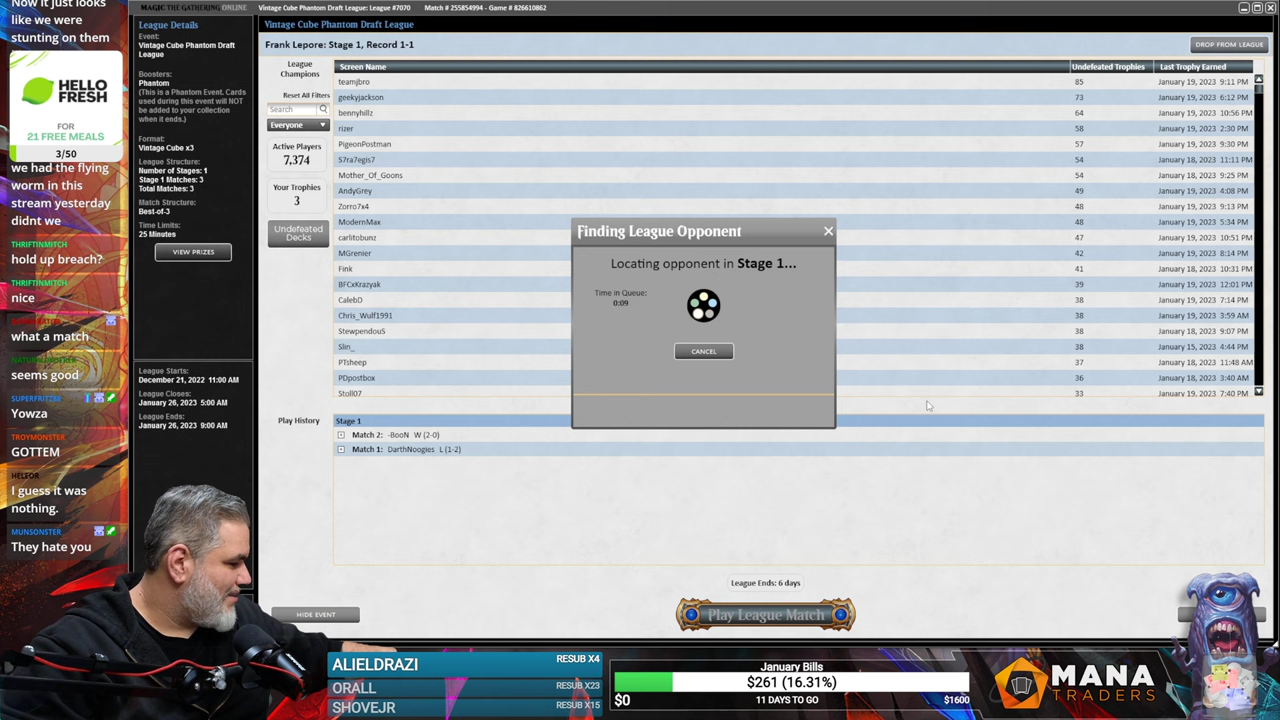 Now it just looks
like we were
stunting on them
HELLO
FRESH
FOR
21 FREE MEALS
3/50
we had the flying
worm in this
stream yesterday
didnt we
THRIFTINMITCH
hold up breach?
THRIFTINMITCH
nice
what a match
seems good
SUPERFRITZBE
Yowza
TROYMONSTER
GOTTEM
HELFOR
I guess it was
nothing.
MUNSONSTER
They hate you
MAGIC THE GATHERING ONLINE
Vintage Cube Phantom Draft League: League #7070
Match # 255854994 - Game # 826610862
League Details
Event:
Vintage Cube Phantom Draft
League
Boosters:
Phantom
(This is a Phantom Event. Cards
used during this event will NOT
be added to your collection
when it ends.)
Format:
Vintage Cube x3
League Structure:
Number of Stages: 1
Stage 1 Matches: 3
Total Matches: 3
Match Structure:
Best-of-3
Time Limits:
25 Minutes
VIEW PRIZES
League Starts:
December 21, 2022 11:00 AM
League Closes:
January 26, 2023 5:00 AM
League Ends:
January 26, 2023 9:00 AM
Vintage Cube Phantom Draft League
Frank Lepore: Stage 1, Record 1-1
DROP FROM LEAGUE
League
Champions
Reset All Filters
Search
Everyone
Active Players
7,374
Your Trophies
3
Undefeated
Decks
Screen Name Undefeated Trophies Last Trophy Earned
teamjbro 85 January 19, 2023 9:11 PM
geekyjackson 73 January 19, 2023 6:12 PM
bennyhillz 64 January 19, 2023 10:56 PM
rizer 58 January 19, 2023 2:30 PM
PigeonPostman 57 January 19, 2023 9:30 PM
S7ra7egis7 54 January 18, 2023 11:11 PM
Mother_Of_Goons 54 January 18, 2023 9:25 PM
AndyGrey 49 January 19, 2023 4:08 PM
Zorro7x4 48 January 19, 2023 9:13 PM
ModernMax 48 January 19, 2023 5:34 PM
carlitobunz 47 January 19, 2023 10:51 PM
MGrenier 42 January 19, 2023 8:14 PM
Fink 41 January 18, 2023 10:31 PM
BFCxKrazyak 39 January 19, 2023 12:01 PM
CalebD 38 January 19, 2023 7:14 PM
Chris_Wulf1991 38 January 19, 2023 3:59 AM
StewpendouS 38 January 18, 2023 9:07 PM
Slin_ 38 January 15, 2023 4:44 PM
PTsheep 37 January 18, 2023 11:48 AM
PDpostbox 36 January 18, 2023 3:40 AM
Stoll07 33 January 19, 2023 7:40 PM
Finding League Opponent
Locating opponent in Stage 1...
Time in Queue:
0:09
CANCEL
Play History
Stage 1
Match 2: -BooN W (2-0)
Match 1: DarthNoogies L (1-2)
League Ends: 6 days
HIDE EVENT
Play League Match
ALIELDRAZI RESUB X4
ORALL RESUB X23
SHOVEJR RESUB X15
January Bills
$261 (16.31%)
$0 11 DAYS TO GO $1600
MANA
TRADERS